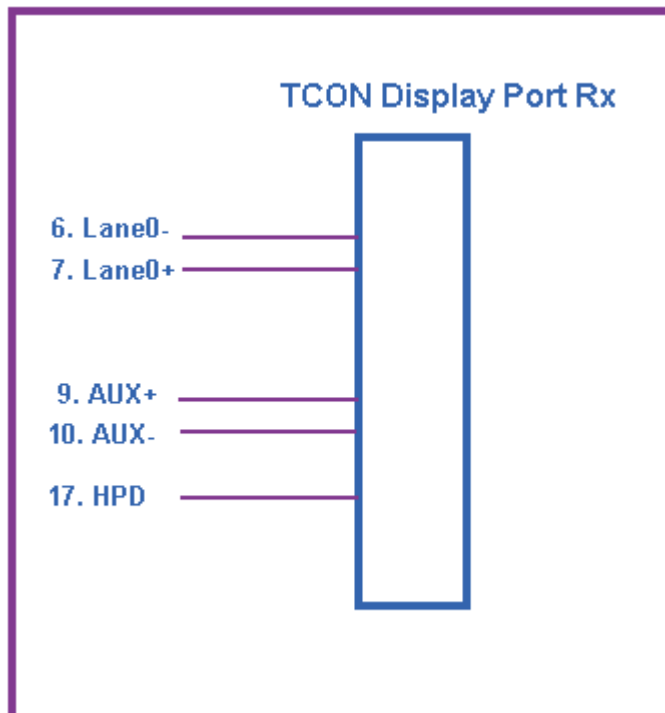 TCON Display Port Rx
6. Lane0-
7. Lane0+
9. AUX+
10. AUX-
17. HPD